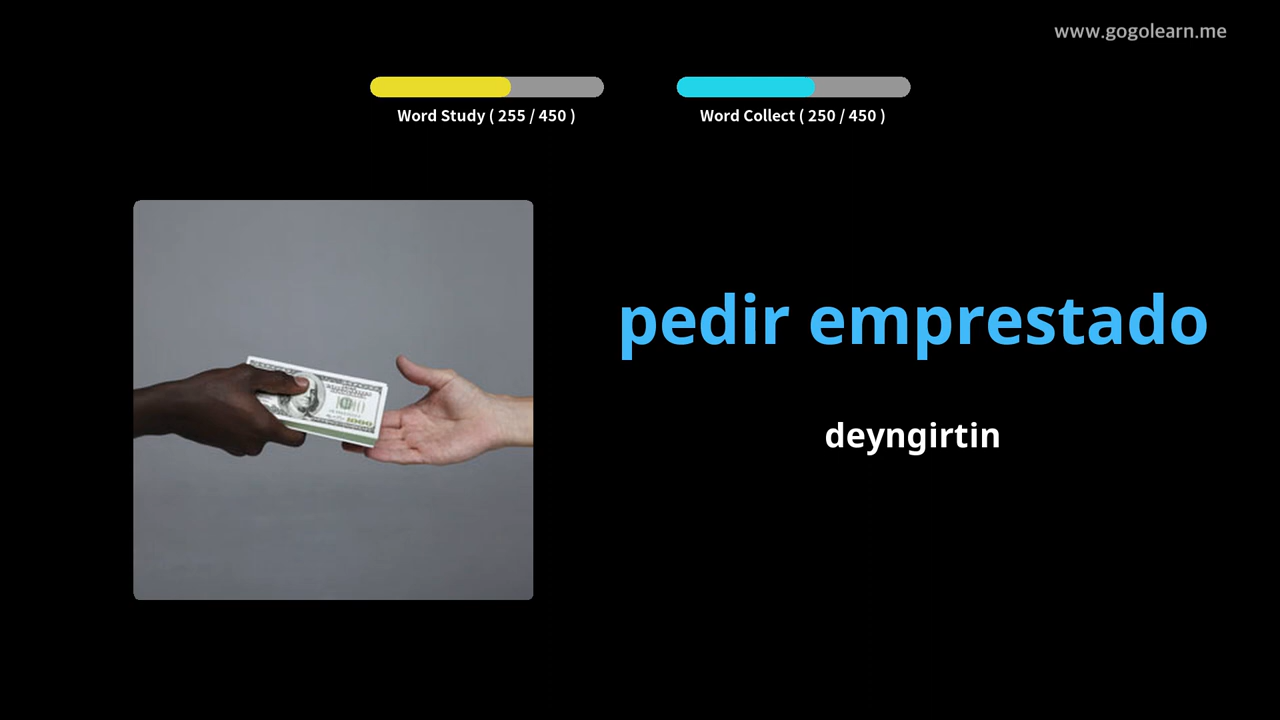 www.gogolearn.me
Word Study ( 255 / 450 )
Word Collect ( 250 / 450 )
pedir emprestado
deyngirtin